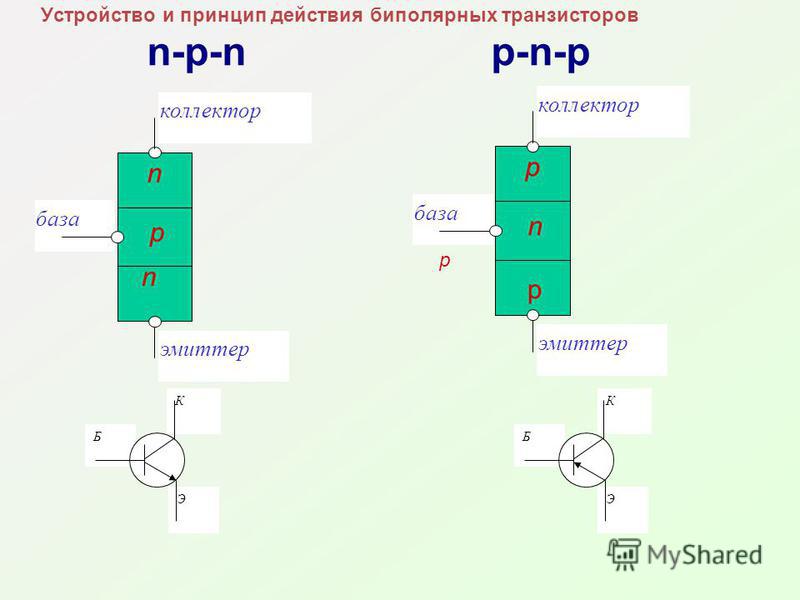 Устройство и принцип действия биполярных транзисторов
n-p-n
p-n-p
коллектор
n
база
p
n
эмиттер
коллектор
p
база
n
p
p
эмиттер
К
Б
Э
К
Б
Э
MyShared